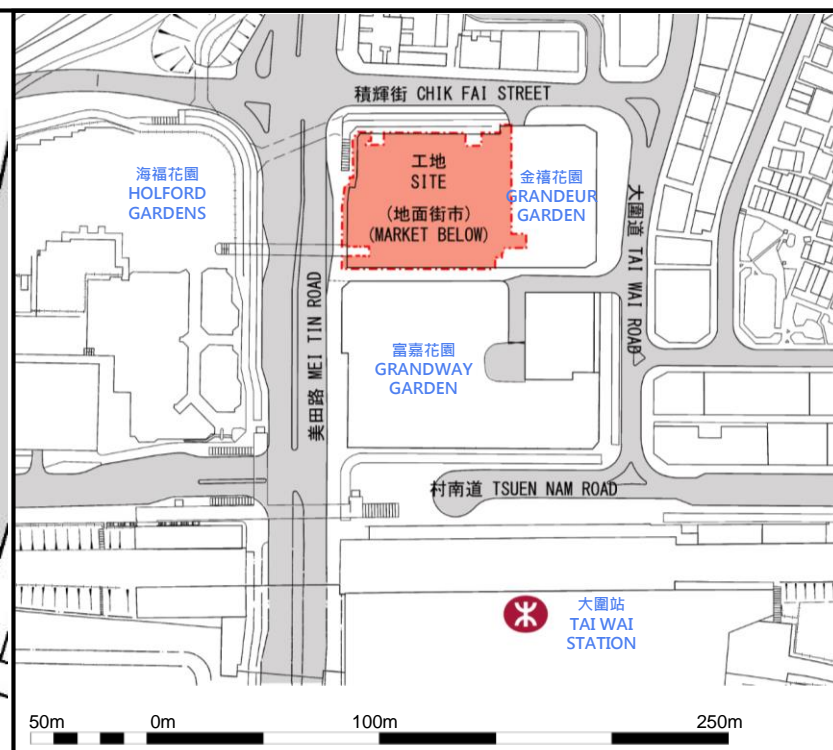 積輝街 CHIK FAI STREET
海福花園
HOLFORD
GARDENS
工地
SITE
(地面街市)
(MARKET BELOW)
金禧花園
GRANDEUR
GARDEN
大圍道 TAI WAI ROAD
美田路 MEI TIN ROAD
富嘉花園
GRANDWAY
GARDEN
村南道 TSUEN NAM ROAD
大圍站
TAI WAI
STATION
50m 0m 100m 250m